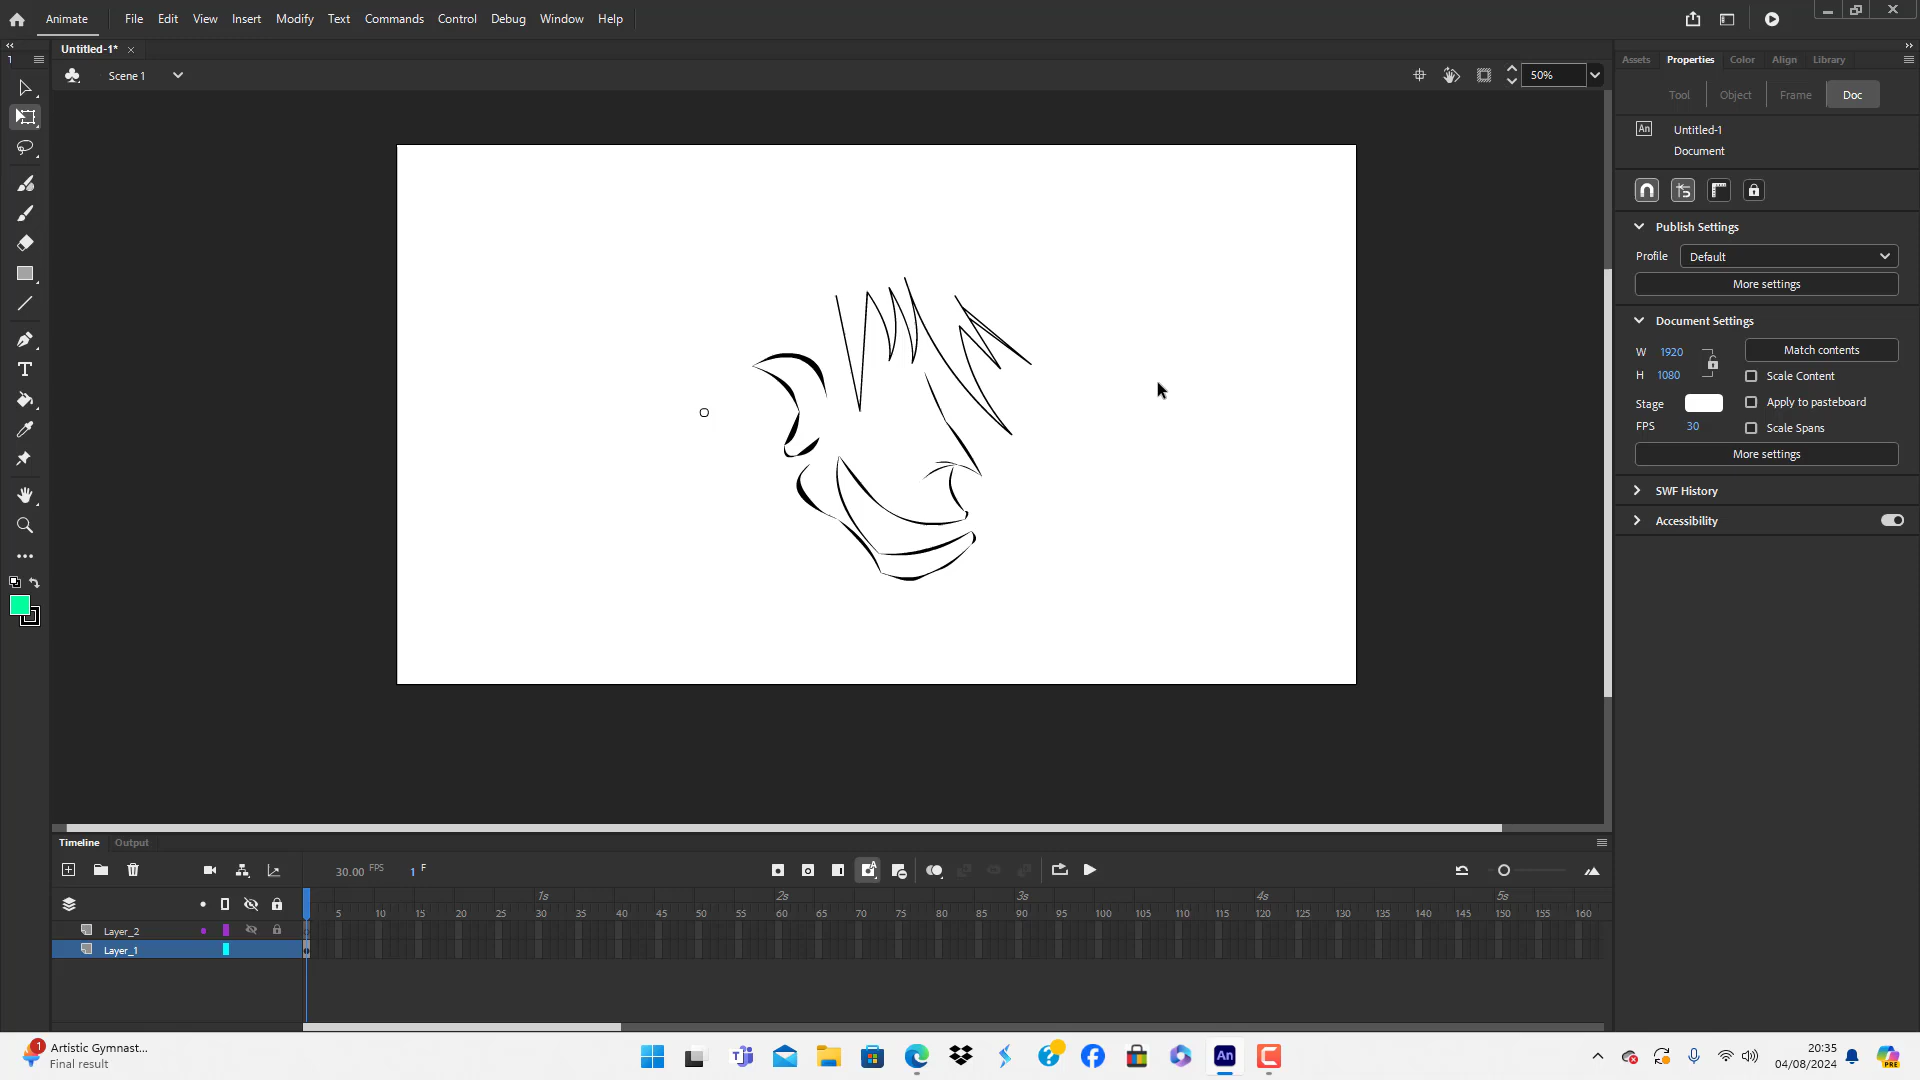 Animate File Edit View Insert Modify Text Commands Control Debug Window Help
Untitled-1*
Scene 1 50%
Assets Properties Color Align Library
Tool Object Frame Doc
An Untitled-1
Document
Publish Settings
Profile Default
More settings
Document Settings
W 1920 Match contents
H 1080 Scale Content
Stage Apply to pasteboard
FPS 30 Scale Spans
More settings
SWF History
Accessibility
T
Timeline Output
30.00 FPS 1 F
1s 2s 3s 4s 5s
5 10 15 20 25 30 35 40 45 50 55 60 65 70 75 80 85 90 95 100 105 110 115 120 125 130 135 140 145 150 155 160
Layer_2
Layer_1
1 Artistic Gymnast...
Final result
An
20:35
04/08/2024
PRE